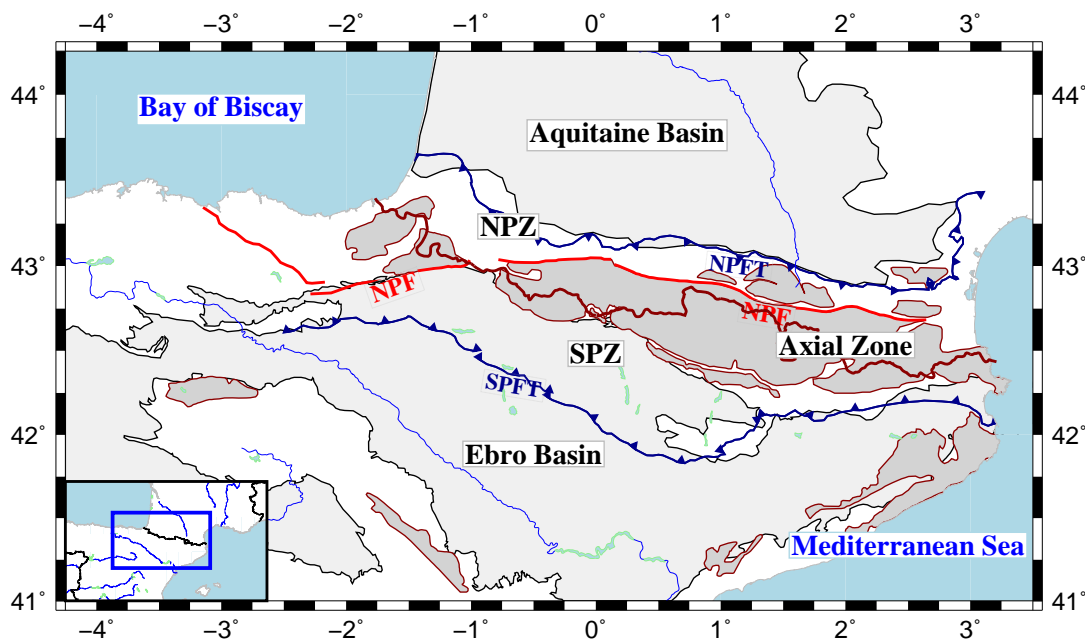 −4˚ −3˚ −2˚ −1˚ 0˚ 1˚ 2˚ 3˚
44˚ 44˚
Bay of Biscay
Aquitaine Basin
NPZ
43˚ 43˚
NPFT
NPF
NPF
SPZ
Axial Zone
SPFT
42˚ 42˚
Ebro Basin
Mediterranean Sea
41˚ 41˚
−4˚ −3˚ −2˚ −1˚ 0˚ 1˚ 2˚ 3˚